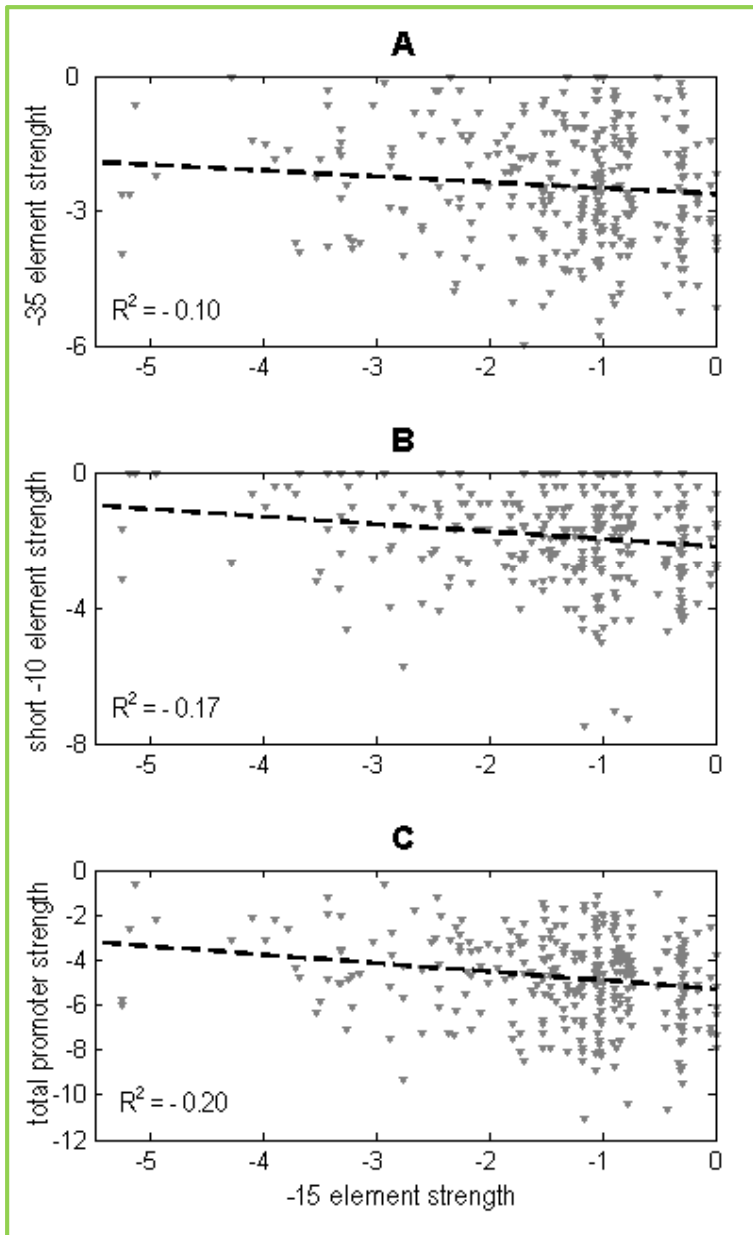 A
0
-3
-6
-35 element strenght
R² = - 0.10
-5 -4 -3 -2 -1 0
B
0
-4
-8
short -10 element strength
R² = - 0.17
-5 -4 -3 -2 -1 0
C
0
-2
-4
-6
-8
-10
-12
total promoter strength
R² = - 0.20
-5 -4 -3 -2 -1 0
-15 element strength